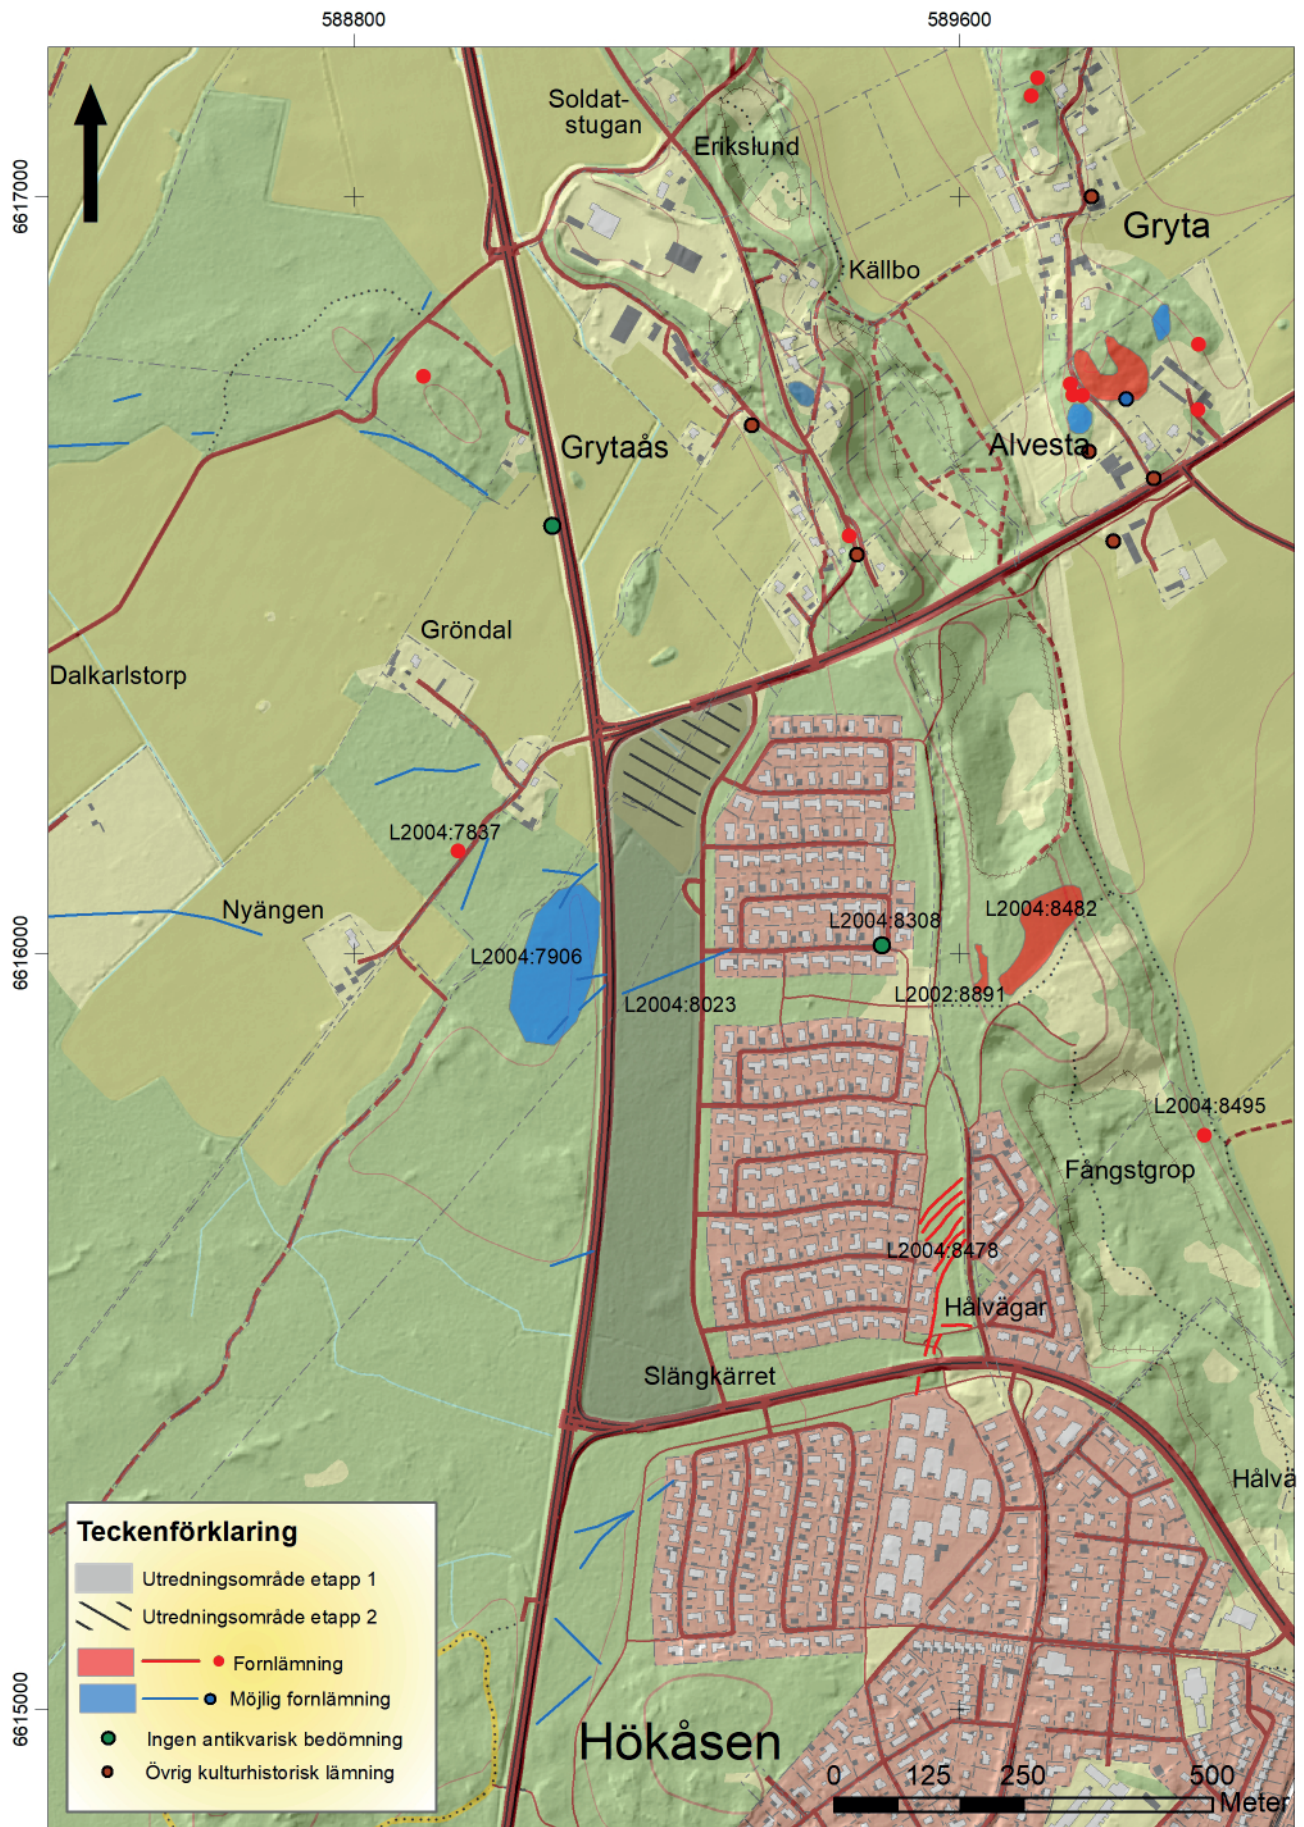 588800
589600
6617000
6616000
6615000
Soldat-
stugan
Erikslund
Gryta
Källbo
Grytaås
Alvesta
Gröndal
Dalkarlstorp
L2004:7837
Nyängen
L2004:7906
L2004:8023
L2004:8308
L2004:8482
L2002:8891
L2004:8495
Fångstgrop
L2004:8478
Hålvägar
Slängkärret
Hålvä
Hökåsen
Teckenförklaring
Utredningsområde etapp 1
Utredningsområde etapp 2
Fornlämning
Möjlig fornlämning
Ingen antikvarisk bedömning
Övrig kulturhistorisk lämning
0 125 250 500
Meter